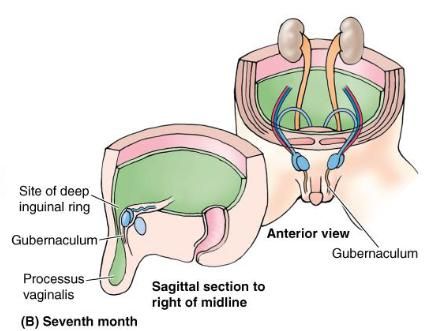 Site of deep
inguinal ring
Gubernaculum
Processus
vaginalis
Sagittal section to
right of midline
(B) Seventh month
Anterior view
Gubernaculum